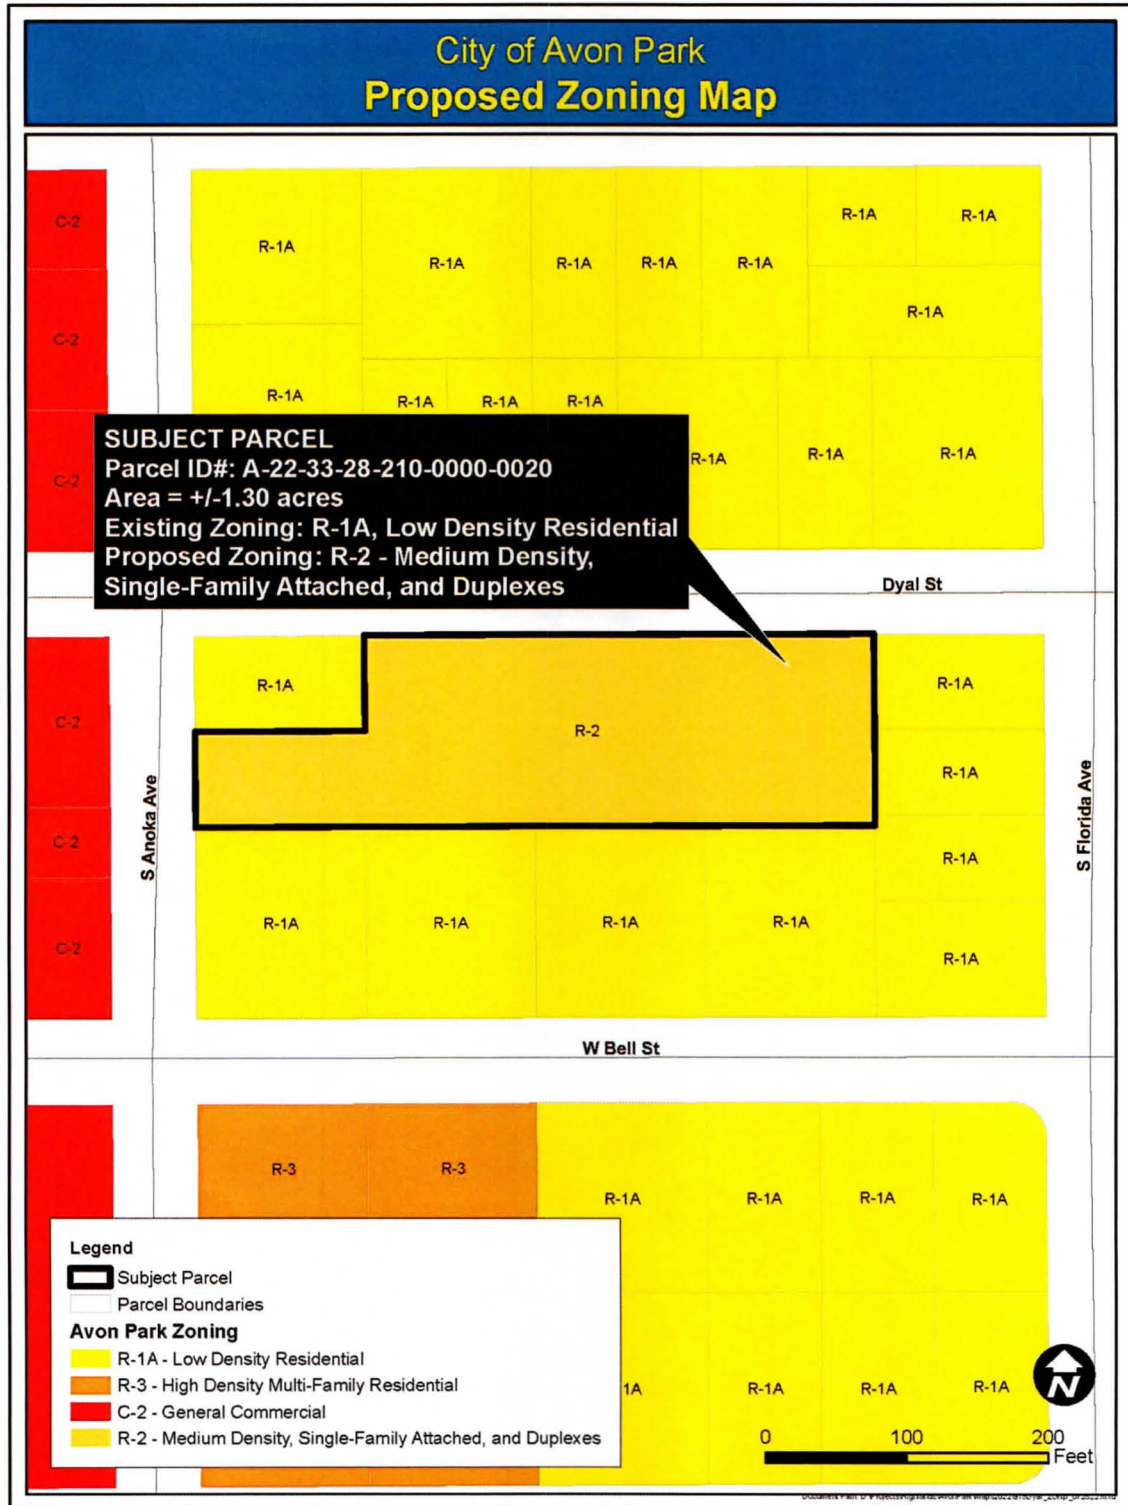 City of Avon Park
Proposed Zoning Map
C-2
R-1A
R-1A
R-1A
R-1A
R-1A
R-1A
R-1A
R-1A
C-2
R-1A
R-1A
R-1A
R-1A
C-2
R-1A
R-1A
R-1A
SUBJECT PARCEL
Parcel ID#: A-22-33-28-210-0000-0020
Area = +/-1.30 acres
Existing Zoning: R-1A, Low Density Residential
Proposed Zoning: R-2 - Medium Density,
Single-Family Attached, and Duplexes
Dyal St
R-1A
R-1A
C-2
R-2
R-1A
S Anoka Ave
S Florida Ave
C-2
R-1A
R-1A
R-1A
R-1A
R-1A
C-2
R-1A
W Bell St
R-3
R-3
R-1A
R-1A
R-1A
R-1A
Legend
Subject Parcel
Parcel Boundaries
Avon Park Zoning
R-1A - Low Density Residential
R-3 - High Density Multi-Family Residential
C-2 - General Commercial
R-2 - Medium Density, Single-Family Attached, and Duplexes
1A
R-1A
R-1A
R-1A
N
0 100 200
Feet